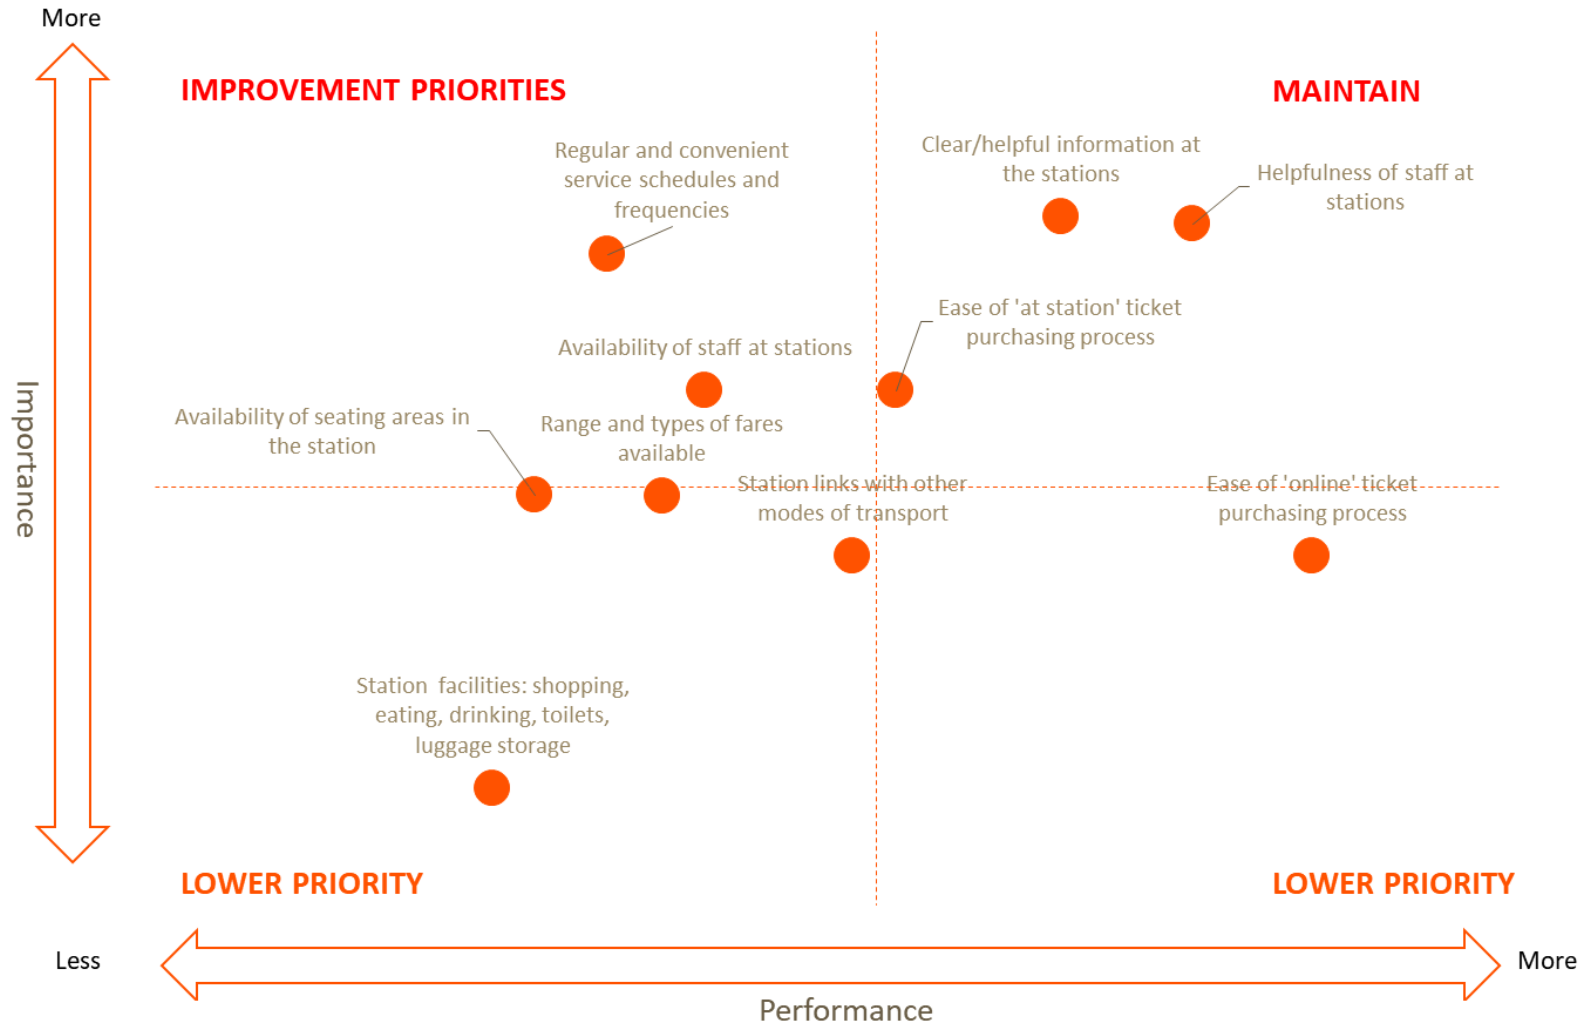 More
IMPROVEMENT PRIORITIES
MAINTAIN
Regular and convenient
service schedules and
frequencies
Clear/helpful information at
the stations
Helpfulness of staff at
stations
Ease of 'at station' ticket
purchasing process
Availability of staff at stations
Availability of seating areas in
the station
Range and types of fares
available
Station links with other
modes of transport
Ease of 'online' ticket
purchasing process
Importance
Station facilities: shopping,
eating, drinking, toilets,
luggage storage
LOWER PRIORITY
LOWER PRIORITY
Less
More
Performance